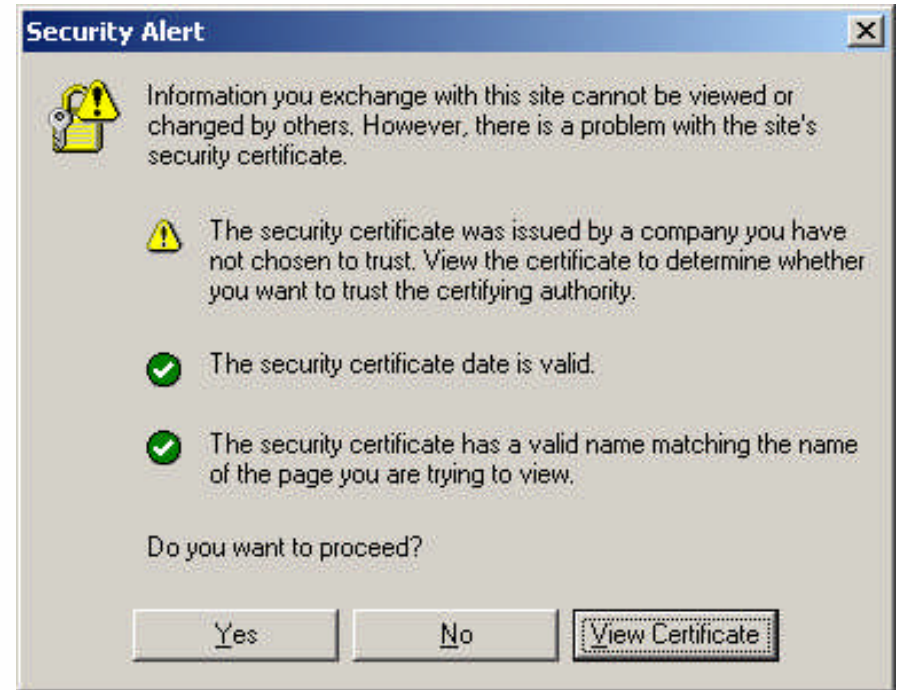 Security Alert
Information you exchange with this site cannot be viewed or
changed by others. However, there is a problem with the site's
security certificate.
The security certificate was issued by a company you have
not chosen to trust. View the certificate to determine whether
you want to trust the certifying authority.
The security certificate date is valid.
The security certificate has a valid name matching the name
of the page you are trying to view.
Do you want to proceed?
Yes No View Certificate